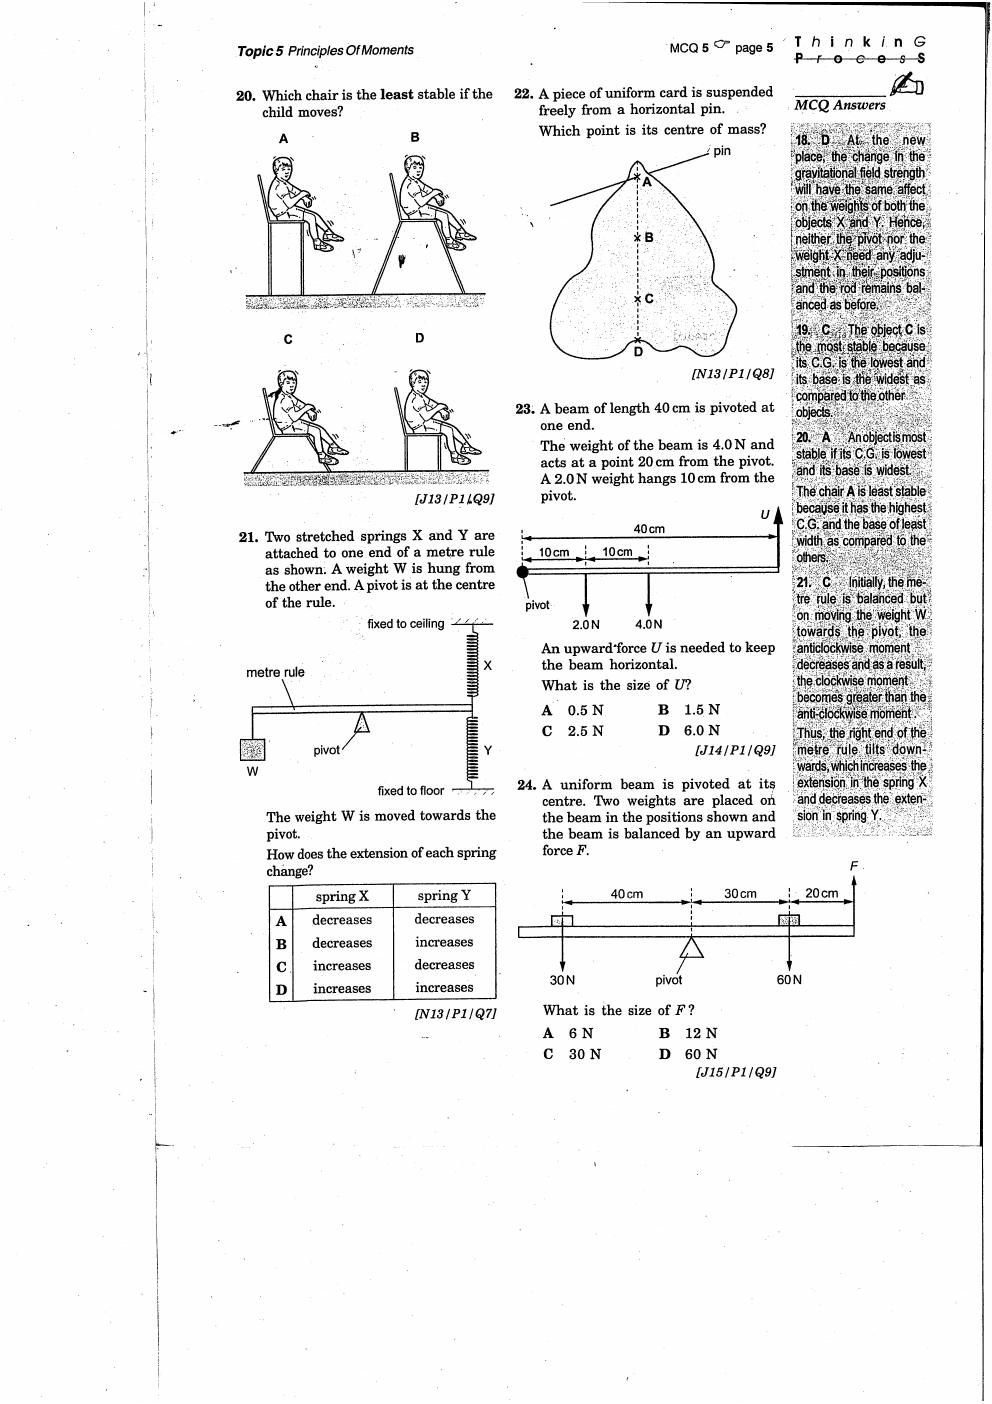 Topic 5 Principles Of Moments
MCQ 5 ☞ page 5
T h i n k i n G
P r o c e s S
MCQ Answers
20. Which chair is the least stable if the
child moves?
A
B
C
D
[J13/P1/Q9]
21. Two stretched springs X and Y are
attached to one end of a metre rule
as shown. A weight W is hung from
the other end. A pivot is at the centre
of the rule.
fixed to ceiling
X
metre rule
pivot
Y
W
fixed to floor
The weight W is moved towards the
pivot.
How does the extension of each spring
change?
spring X spring Y
A decreases decreases
B decreases increases
C increases decreases
D increases increases
[N13/P1/Q7]
22. A piece of uniform card is suspended
freely from a horizontal pin.
Which point is its centre of mass?
pin
A
B
C
D
[N13/P1/Q8]
23. A beam of length 40 cm is pivoted at
one end.
The weight of the beam is 4.0 N and
acts at a point 20 cm from the pivot.
A 2.0 N weight hangs 10 cm from the
pivot.
U
40 cm
10 cm 10 cm
pivot
2.0 N 4.0 N
An upward force U is needed to keep
the beam horizontal.
What is the size of U?
A 0.5 N B 1.5 N
C 2.5 N D 6.0 N
[J14/P1/Q9]
24. A uniform beam is pivoted at its
centre. Two weights are placed on
the beam in the positions shown and
the beam is balanced by an upward
force F.
F
40 cm 30 cm 20 cm
30 N pivot 60 N
What is the size of F?
A 6 N B 12 N
C 30 N D 60 N
[J15/P1/Q9]
18. D At the new
place, the change in the
gravitational field strength
will have the same affect
on the weights of both the
objects X and Y. Hence,
neither the pivot nor the
weight X need any adju-
stment in their positions
and the rod remains bal-
anced as before.
19. C The object C is
the most stable because
its C.G. is the lowest and
its base is the widest as
compared to the other
objects.
20. A An object is most
stable if its C.G. is lowest
and its base is widest.
The chair A is least stable
because it has the highest
C.G. and the base of least
width as compared to the
others.
21. C Initially, the me-
tre rule is balanced but
on moving the weight W
towards the pivot, the
anticlockwise moment
decreases and as a result,
the clockwise moment
becomes greater than the
anti-clockwise moment.
Thus, the right end of the
metre rule tilts down-
wards, which increases the
extension in the spring X
and decreases the exten-
sion in spring Y.